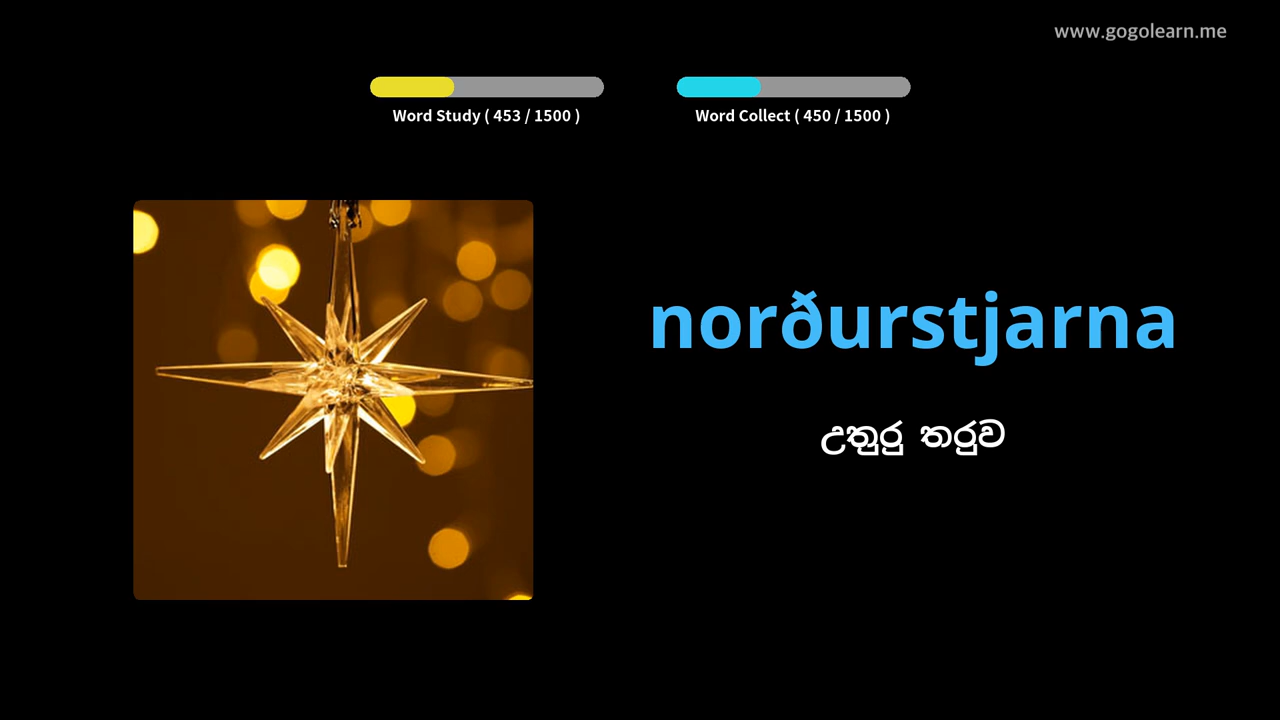 www.gogolearn.me
Word Study ( 453 / 1500 )
Word Collect ( 450 / 1500 )
norðurstjarna
උතුරු තරුව